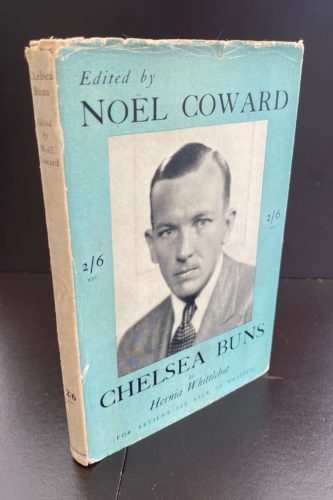 Chelsea
Buns
Edited
by
Noël
Coward
2/6
Edited by
NOËL COWARD
2/6
NET
2/6
CHELSEA BUNS
by
Hernia Whittlebot
(FOR REVIEWS SEE BACK OF WRAPPER)